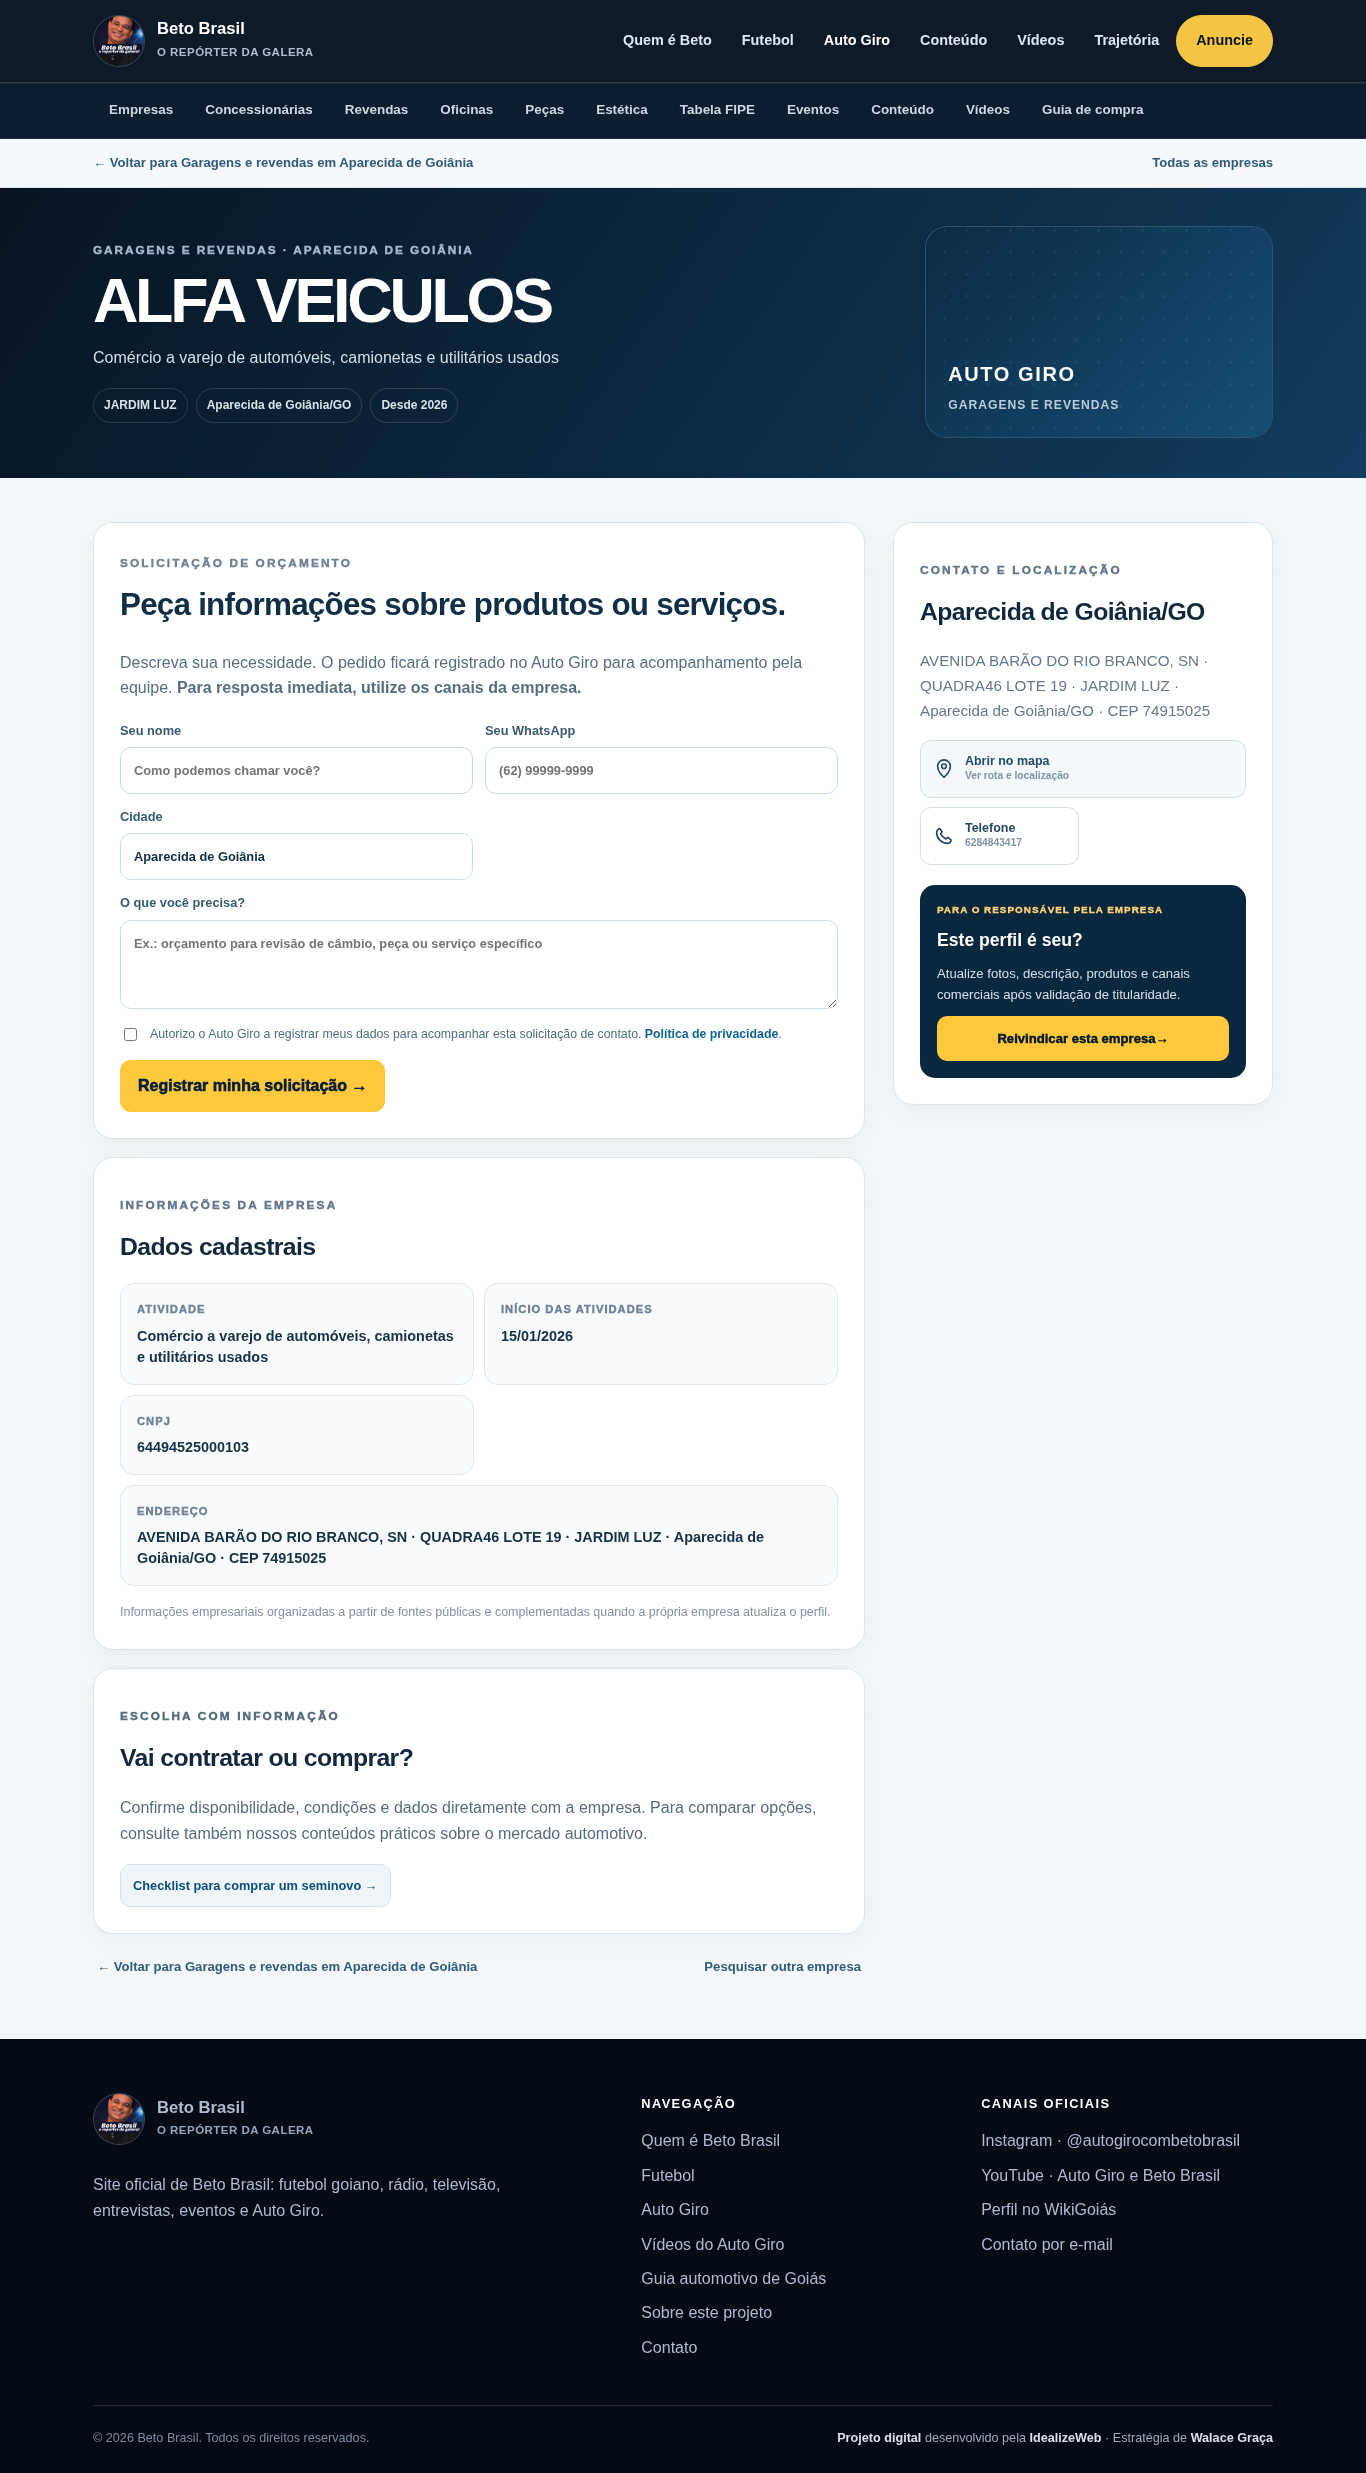 Beto Brasil
O REPÓRTER DA GALERA
Quem é Beto
Futebol
Auto Giro
Conteúdo
Vídeos
Trajetória
Anuncie
Empresas
Concessionárias
Revendas
Oficinas
Peças
Estética
Tabela FIPE
Eventos
Conteúdo
Vídeos
Guia de compra
← Voltar para Garagens e revendas em Aparecida de Goiânia
Todas as empresas
GARAGENS E REVENDAS · APARECIDA DE GOIÂNIA
ALFA VEICULOS
Comércio a varejo de automóveis, camionetas e utilitários usados
JARDIM LUZ
Aparecida de Goiânia/GO
Desde 2026
AUTO GIRO
GARAGENS E REVENDAS
SOLICITAÇÃO DE ORÇAMENTO
Peça informações sobre produtos ou serviços.
Descreva sua necessidade. O pedido ficará registrado no Auto Giro para acompanhamento pela
equipe. Para resposta imediata, utilize os canais da empresa.
Seu nome
Seu WhatsApp
Como podemos chamar você?
(62) 99999-9999
Cidade
Aparecida de Goiânia
O que você precisa?
Ex.: orçamento para revisão de câmbio, peça ou serviço específico
Autorizo o Auto Giro a registrar meus dados para acompanhar esta solicitação de contato. Política de privacidade.
Registrar minha solicitação →
CONTATO E LOCALIZAÇÃO
Aparecida de Goiânia/GO
AVENIDA BARÃO DO RIO BRANCO, SN ·
QUADRA46 LOTE 19 · JARDIM LUZ ·
Aparecida de Goiânia/GO · CEP 74915025
Abrir no mapa
Ver rota e localização
Telefone
6284843417
PARA O RESPONSÁVEL PELA EMPRESA
Este perfil é seu?
Atualize fotos, descrição, produtos e canais
comerciais após validação de titularidade.
Reivindicar esta empresa→
INFORMAÇÕES DA EMPRESA
Dados cadastrais
ATIVIDADE
Comércio a varejo de automóveis, camionetas
e utilitários usados
INÍCIO DAS ATIVIDADES
15/01/2026
CNPJ
64494525000103
ENDEREÇO
AVENIDA BARÃO DO RIO BRANCO, SN · QUADRA46 LOTE 19 · JARDIM LUZ · Aparecida de
Goiânia/GO · CEP 74915025
Informações empresariais organizadas a partir de fontes públicas e complementadas quando a própria empresa atualiza o perfil.
ESCOLHA COM INFORMAÇÃO
Vai contratar ou comprar?
Confirme disponibilidade, condições e dados diretamente com a empresa. Para comparar opções,
consulte também nossos conteúdos práticos sobre o mercado automotivo.
Checklist para comprar um seminovo →
← Voltar para Garagens e revendas em Aparecida de Goiânia
Pesquisar outra empresa
Beto Brasil
O REPÓRTER DA GALERA
Site oficial de Beto Brasil: futebol goiano, rádio, televisão,
entrevistas, eventos e Auto Giro.
NAVEGAÇÃO
Quem é Beto Brasil
Futebol
Auto Giro
Vídeos do Auto Giro
Guia automotivo de Goiás
Sobre este projeto
Contato
CANAIS OFICIAIS
Instagram · @autogirocombetobrasil
YouTube · Auto Giro e Beto Brasil
Perfil no WikiGoiás
Contato por e-mail
© 2026 Beto Brasil. Todos os direitos reservados.
Projeto digital desenvolvido pela IdealizeWeb · Estratégia de Walace Graça